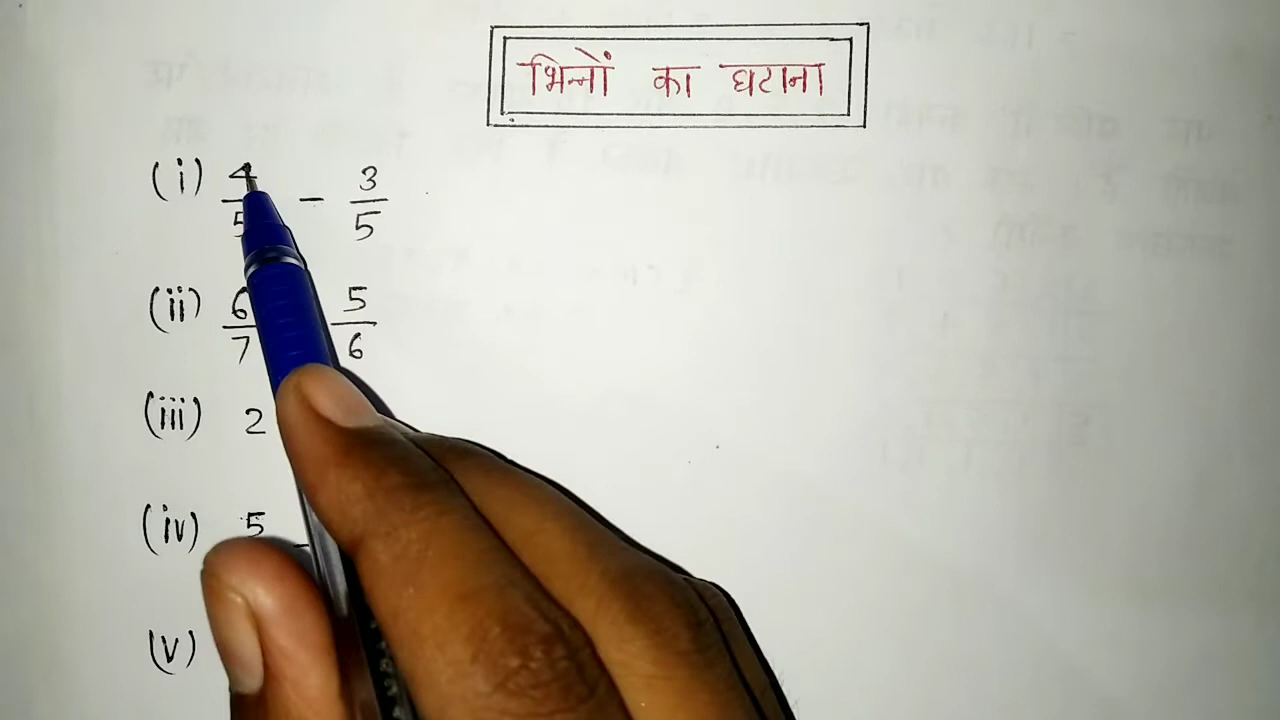 भिन्नों का घटाना
(i) 4/5 - 3/5
(ii) 6/7 5/6
(iii) 2
(iv) 5 -
(v)